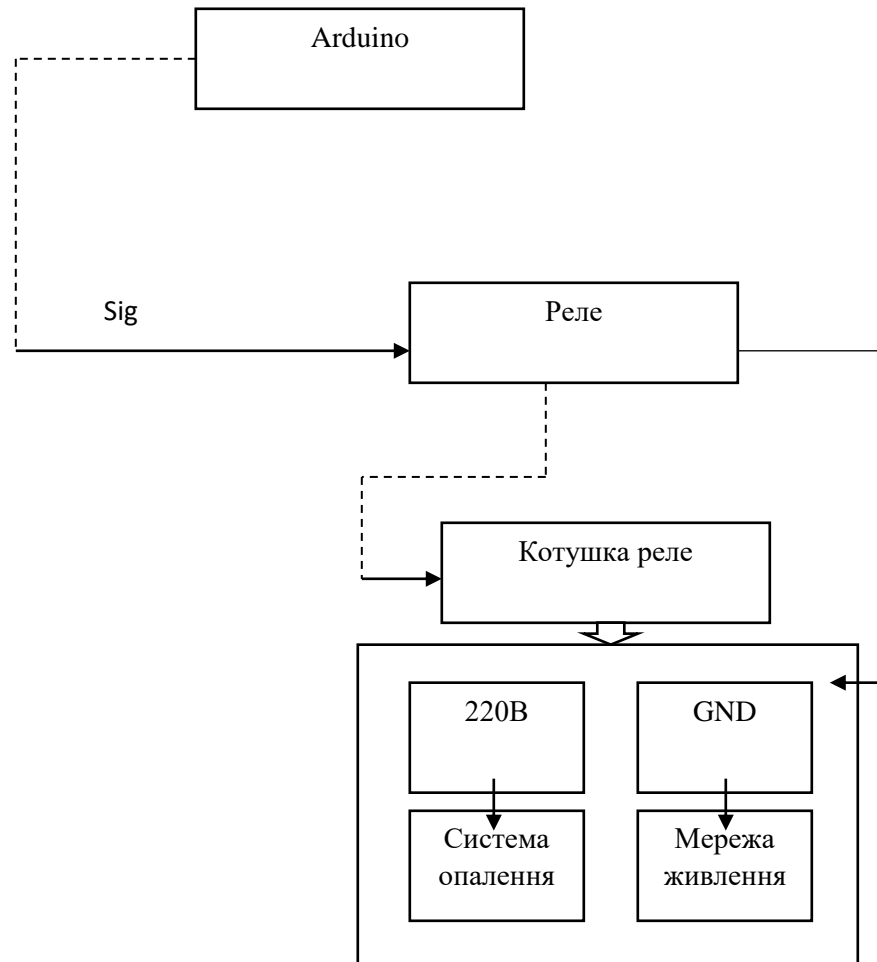 Arduino
Sig
Реле
Котушка реле
220В
GND
Система
опалення
Мережа
живлення